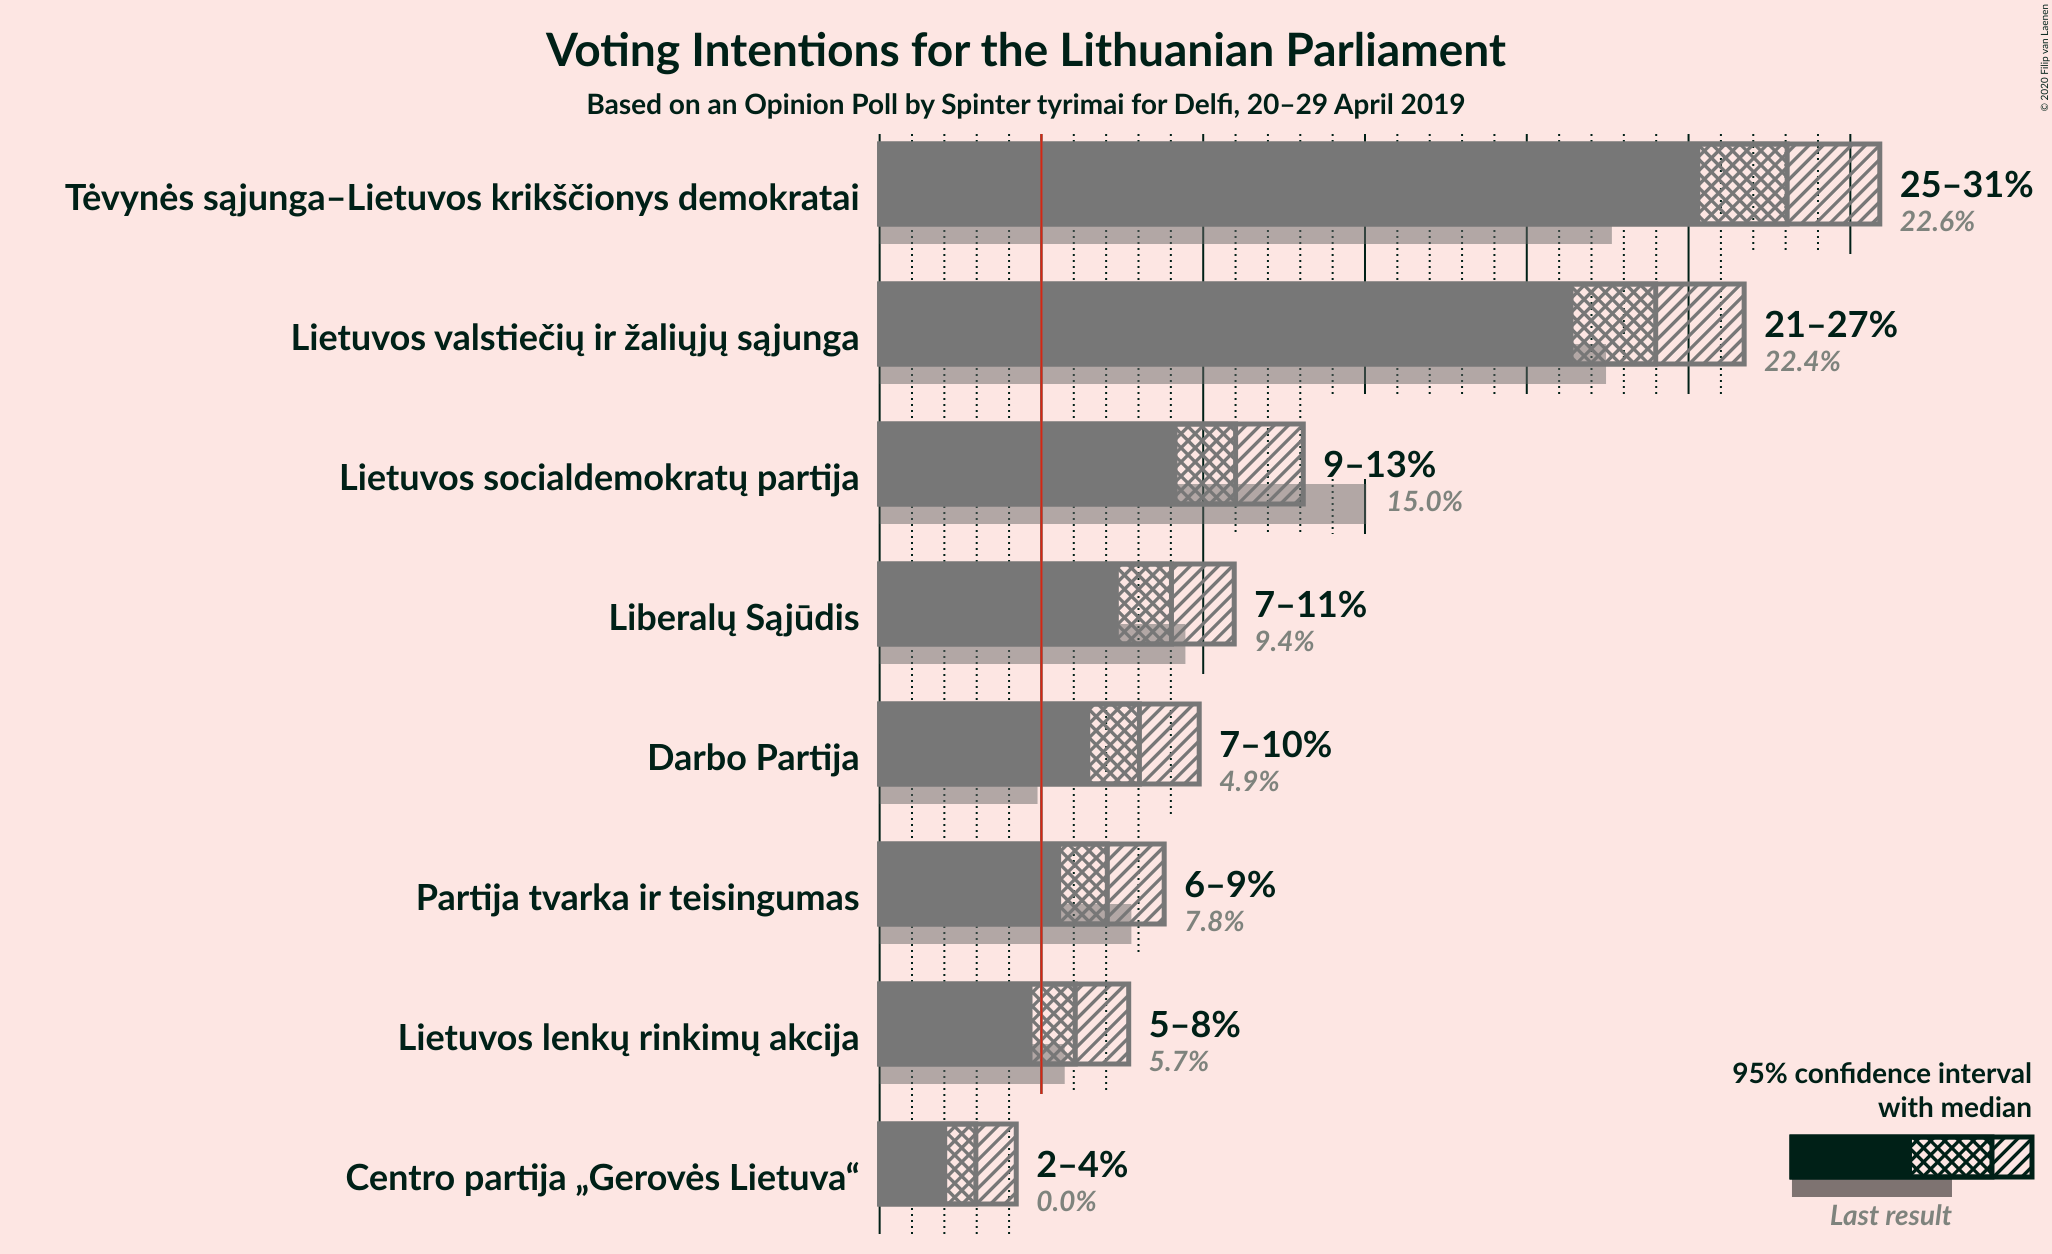 Voting Intentions for the Lithuanian Parliament
Based on an Opinion Poll by Spinter tyrimai for Delfi, 20–29 April 2019
© 2020 Filip van Laenen
Tėvynės sąjunga–Lietuvos krikščionys demokratai
25–31%
22.6%
Lietuvos valstiečių ir žaliųjų sąjunga
21–27%
22.4%
Lietuvos socialdemokratų partija
9–13%
15.0%
Liberalų Sąjūdis
7–11%
9.4%
Darbo Partija
7–10%
4.9%
Partija tvarka ir teisingumas
6–9%
7.8%
Lietuvos lenkų rinkimų akcija
5–8%
5.7%
Centro partija „Gerovės Lietuva“
2–4%
0.0%
95% confidence interval
with median
Last result